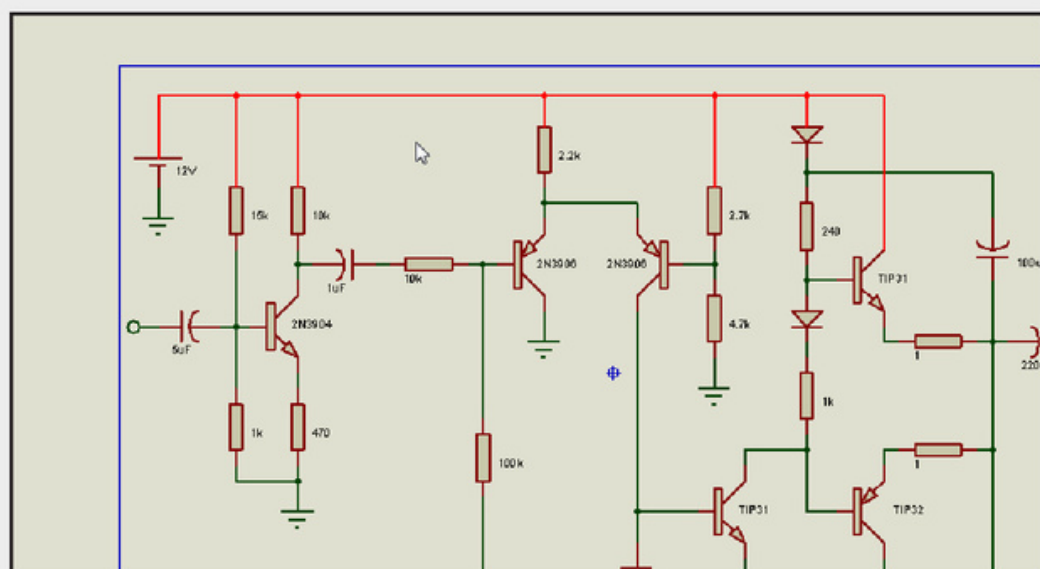 12V
15k
10k
2.2k
2.7k
240
1uF
10k
2N3906
2N3906
TIP31
100u
2N3904
5uF
4.7k
1
220
1k
470
1k
1
100k
TIP31
TIP32